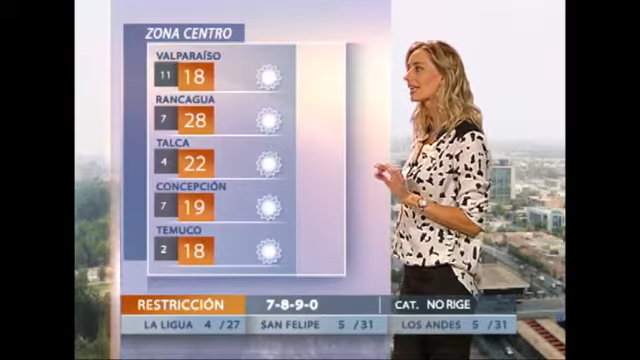 ZONA CENTRO
VALPARAÍSO
11 18
RANCAGUA
7 28
TALCA
4 22
CONCEPCIÓN
7 19
TEMUCO
2 18
RESTRICCIÓN 7-8-9-0 CAT. NO RIGE
LA LIGUA 4 /27 SAN FELIPE 5 /31 LOS ANDES 5 /31